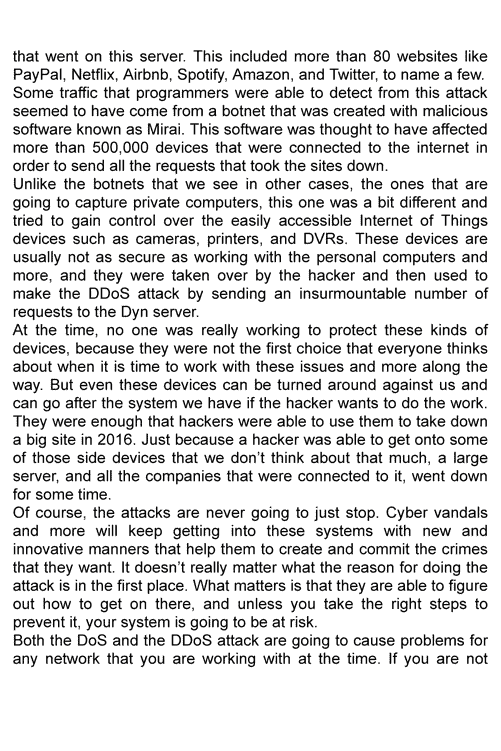 that went on this server. This included more than 80 websites like
PayPal, Netflix, Airbnb, Spotify, Amazon, and Twitter, to name a few.
Some traffic that programmers were able to detect from this attack
seemed to have come from a botnet that was created with malicious
software known as Mirai. This software was thought to have affected
more than 500,000 devices that were connected to the internet in
order to send all the requests that took the sites down.
Unlike the botnets that we see in other cases, the ones that are
going to capture private computers, this one was a bit different and
tried to gain control over the easily accessible Internet of Things
devices such as cameras, printers, and DVRs. These devices are
usually not as secure as working with the personal computers and
more, and they were taken over by the hacker and then used to
make the DDoS attack by sending an insurmountable number of
requests to the Dyn server.
At the time, no one was really working to protect these kinds of
devices, because they were not the first choice that everyone thinks
about when it is time to work with these issues and more along the
way. But even these devices can be turned around against us and
can go after the system we have if the hacker wants to do the work.
They were enough that hackers were able to use them to take down
a big site in 2016. Just because a hacker was able to get onto some
of those side devices that we don't think about that much, a large
server, and all the companies that were connected to it, went down
for some time.
Of course, the attacks are never going to just stop. Cyber vandals
and more will keep getting into these systems with new and
innovative manners that help them to create and commit the crimes
that they want. It doesn't really matter what the reason for doing the
attack is in the first place. What matters is that they are able to figure
out how to get on there, and unless you take the right steps to
prevent it, your system is going to be at risk.
Both the DoS and the DDoS attack are going to cause problems for
any network that you are working with at the time. If you are not